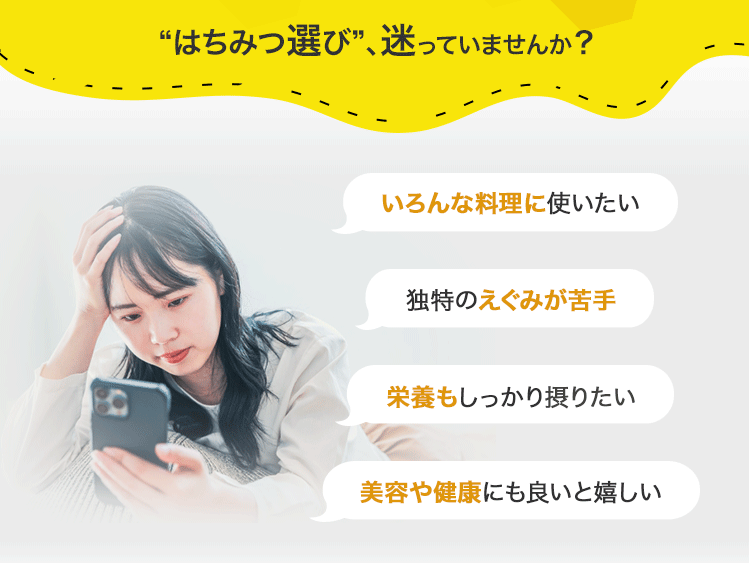 “はちみつ選び”、迷っていませんか？
いろんな料理に使いたい
独特のえぐみが苦手
栄養もしっかり摂りたい
美容や健康にも良いと嬉しい